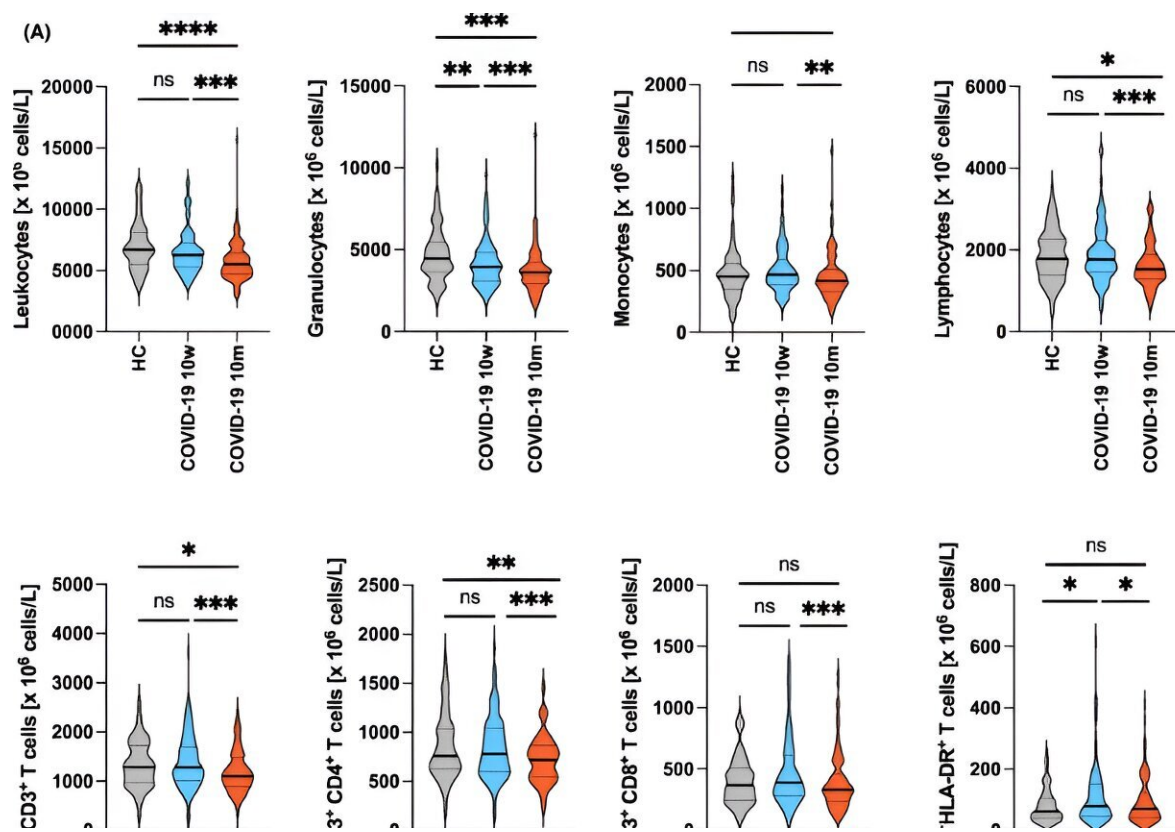 (A)
**** *** *
ns *** ** *** ns ** ns ***
Leukocytes [x 10⁶ cells/L]
20000
15000
10000
5000
0000
HC
COVID-19 10w
COVID-19 10m
Granulocytes [x 10⁶ cells/L]
15000
10000
5000
0
HC
COVID-19 10w
COVID-19 10m
Monocytes [x 10⁶ cells/L]
2000
1500
1000
500
0
HC
COVID-19 10w
COVID-19 10m
Lymphocytes [x 10⁶ cells/L]
6000
4000
2000
0
HC
COVID-19 10w
COVID-19 10m
* ** ns ns
ns *** ns *** ns *** * *
CD3⁺ T cells [x 10⁶ cells/L]
5000
4000
3000
2000
1000
3⁺ CD4⁺ T cells [x 10⁶ cells/L]
2500
2000
1500
1000
500
3⁺ CD8⁺ T cells [x 10⁶ cells/L]
2000
1500
1000
500
⁺HLA-DR⁺ T cells [x 10⁶ cells/L]
800
600
400
200